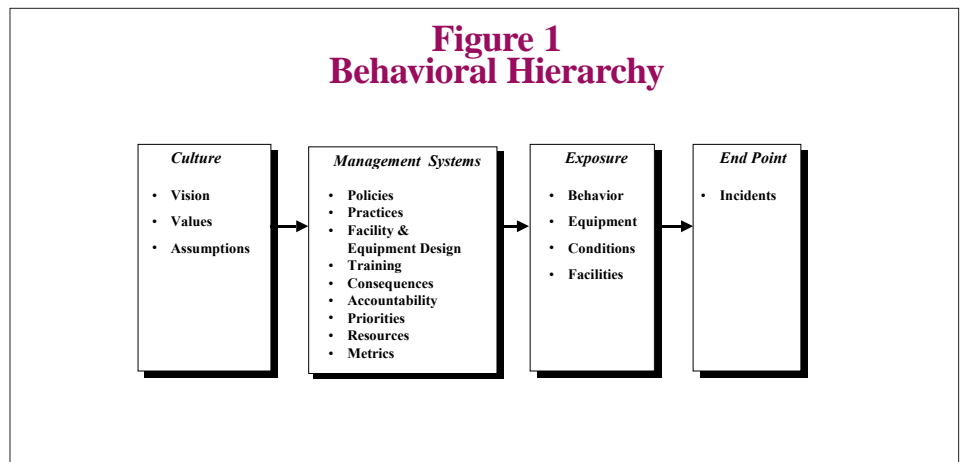 Figure 1
Behavioral Hierarchy
Culture
• Vision
• Values
• Assumptions
Management Systems
• Policies
• Practices
• Facility &
Equipment Design
• Training
• Consequences
• Accountability
• Priorities
• Resources
• Metrics
Exposure
• Behavior
• Equipment
• Conditions
• Facilities
End Point
• Incidents